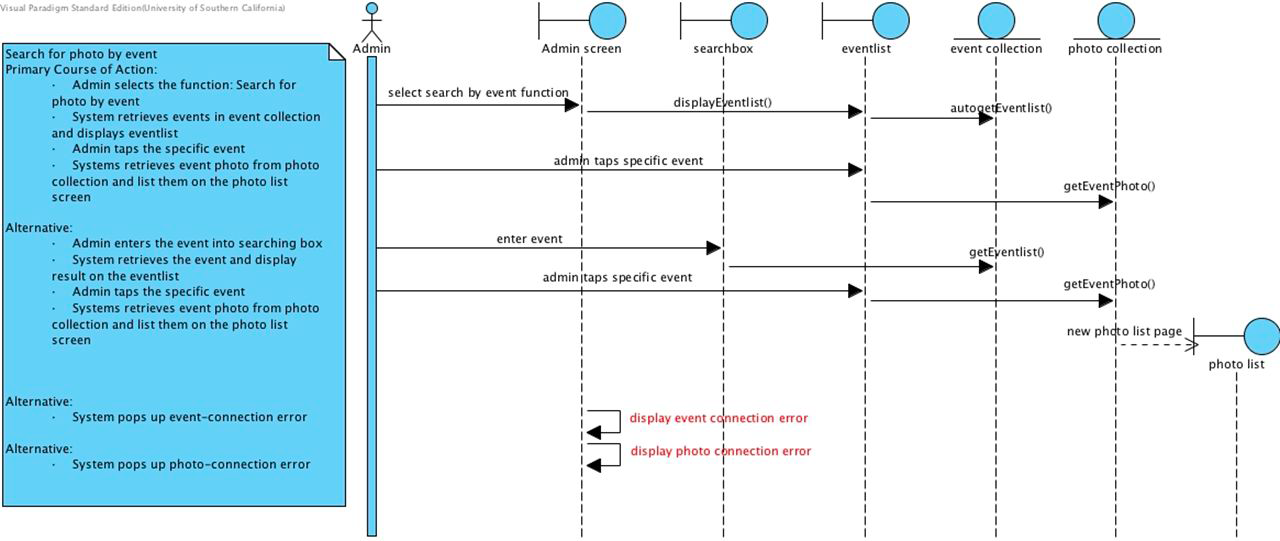 Visual Paradigm Standard Edition(University of Southern California)
Admin
Admin screen
searchbox
eventlist
event collection
photo collection
Search for photo by event
Primary Course of Action:
· Admin selects the function: Search for
photo by event
· System retrieves events in event collection
and displays eventlist
· Admin taps the specific event
· Systems retrieves event photo from photo
collection and list them on the photo list
screen
Alternative:
· Admin enters the event into searching box
· System retrieves the event and display
result on the eventlist
· Admin taps the specific event
· Systems retrieves event photo from photo
collection and list them on the photo list
screen
Alternative:
· System pops up event-connection error
Alternative:
· System pops up photo-connection error
select search by event function
displayEventlist()
autogetEventlist()
admin taps specific event
getEventPhoto()
enter event
getEventlist()
admin taps specific event
getEventPhoto()
new photo list page
photo list
display event connection error
display photo connection error